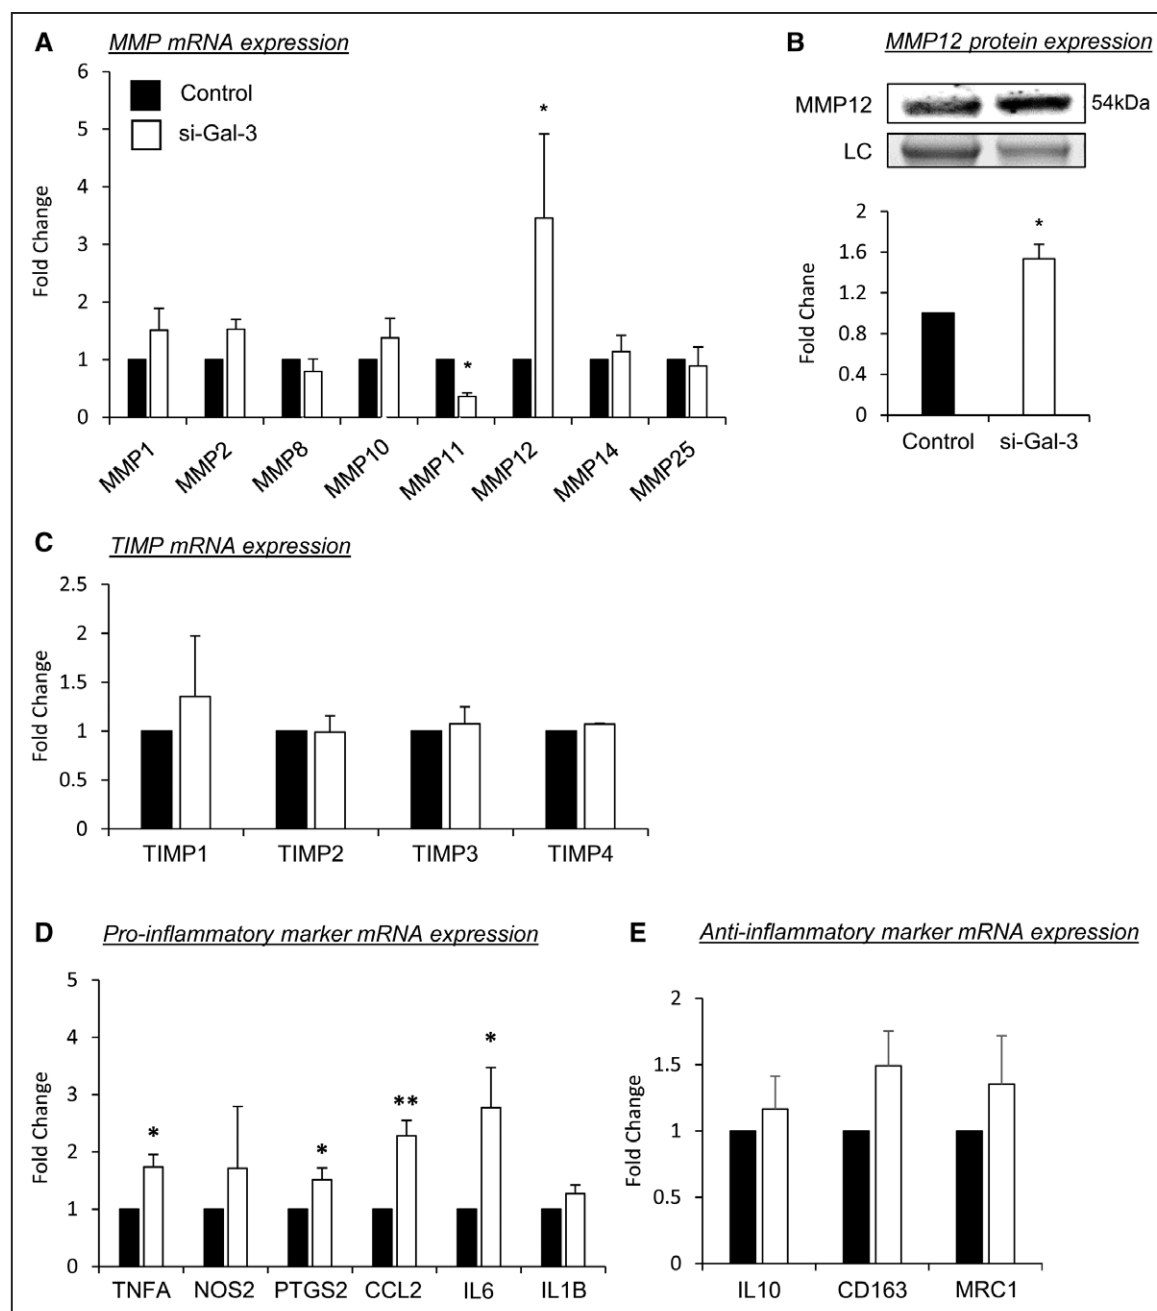 A MMP mRNA expression
6
5
4
3
2
1
0
Fold Change
Control
si-Gal-3
*
*
MMP1 MMP2 MMP8 MMP10 MMP11 MMP12 MMP14 MMP25
B MMP12 protein expression
MMP12 54kDa
LC
2
1.6
1.2
0.8
0.4
0
Fold Chane
*
Control si-Gal-3
C TIMP mRNA expression
2.5
2
1.5
1
0.5
0
Fold Change
TIMP1 TIMP2 TIMP3 TIMP4
D Pro-inflammatory marker mRNA expression
5
4
3
2
1
0
Fold Change
* * ** *
TNFA NOS2 PTGS2 CCL2 IL6 IL1B
E Anti-inflammatory marker mRNA expression
2
1.5
1
0.5
0
Fold Change
IL10 CD163 MRC1